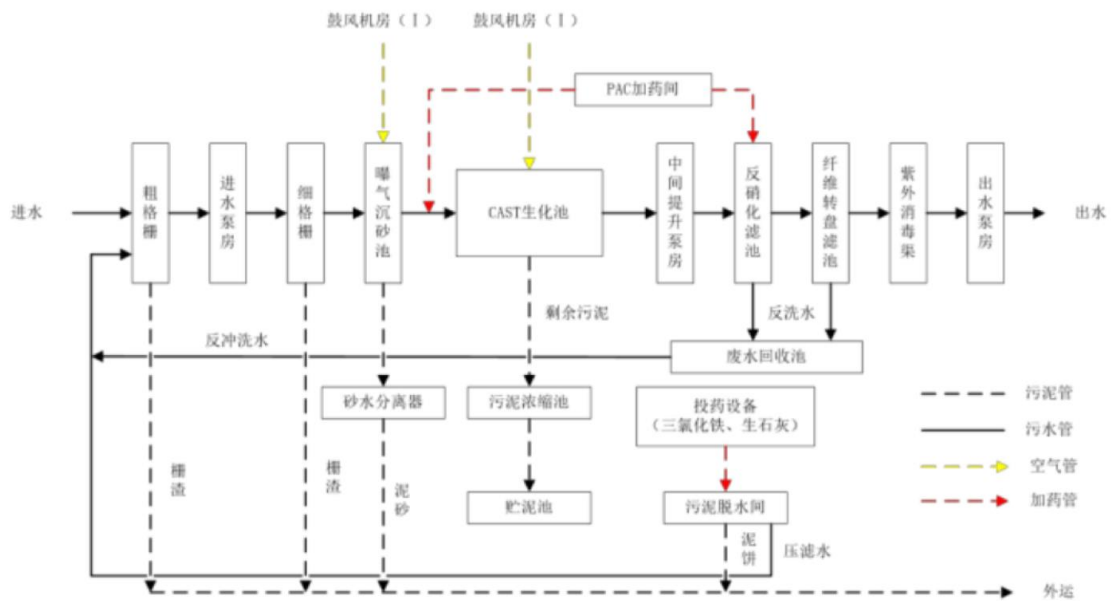 鼓风机房（Ⅰ）
鼓风机房（Ⅰ）
PAC加药间
进水
粗格栅
进水泵房
细格栅
曝气沉砂池
CAST生化池
中间提升泵房
反硝化滤池
纤维转盘滤池
紫外消毒渠
出水泵房
出水
剩余污泥
反洗水
反冲洗水
废水回收池
砂水分离器
污泥浓缩池
投药设备
（三氯化铁、生石灰）
污泥管
污水管
空气管
加药管
栅渣
栅渣
泥砂
贮泥池
污泥脱水间
泥饼
压滤水
外运